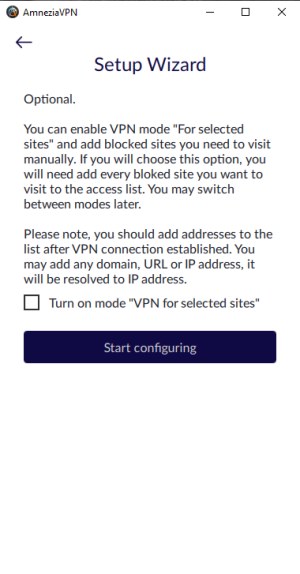 AmneziaVPN
Setup Wizard
Optional.
You can enable VPN mode "For selected
sites" and add blocked sites you need to visit
manually. If you will choose this option, you
will need add every bloked site you want to
visit to the access list. You may switch
between modes later.
Please note, you should add addresses to the
list after VPN connection established. You
may add any domain, URL or IP address, it
will be resolved to IP address.
Turn on mode "VPN for selected sites"
Start configuring